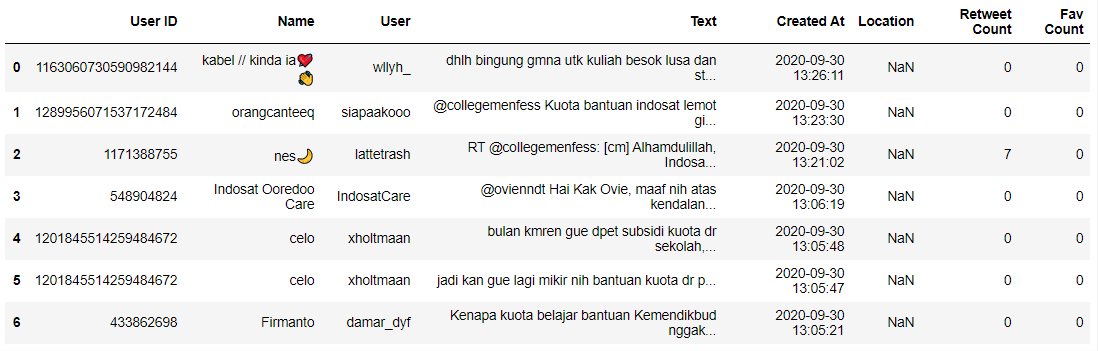 User ID Name User Text Created At Location Retweet Count Fav Count
0 1163060730590982144 kabel // kinda ia❤️👏 wllyh_ dhlh bingung gmna utk kuliah besok lusa dan st... 2020-09-30 13:26:11 NaN 0 0
1 1289956071537172484 orangcanteeq siapaakooo @collegemenfess Kuota bantuan indosat lemot gi... 2020-09-30 13:23:30 NaN 0 0
2 1171388755 nes🌙 lattetrash RT @collegemenfess: [cm] Alhamdulillah, Indosa... 2020-09-30 13:21:02 NaN 7 0
3 548904824 Indosat Ooredoo Care IndosatCare @ovienndt Hai Kak Ovie, maaf nih atas kendalan... 2020-09-30 13:06:19 NaN 0 0
4 1201845514259484672 celo xholtmaan bulan kmren gue dpet subsidi kuota dr sekolah,... 2020-09-30 13:05:48 NaN 0 0
5 1201845514259484672 celo xholtmaan jadi kan gue lagi mikir nih bantuan kuota dr p... 2020-09-30 13:05:47 NaN 0 0
6 433862698 Firmanto damar_dyf Kenapa kuota belajar bantuan Kemendikbud nggak... 2020-09-30 13:05:21 NaN 0 0